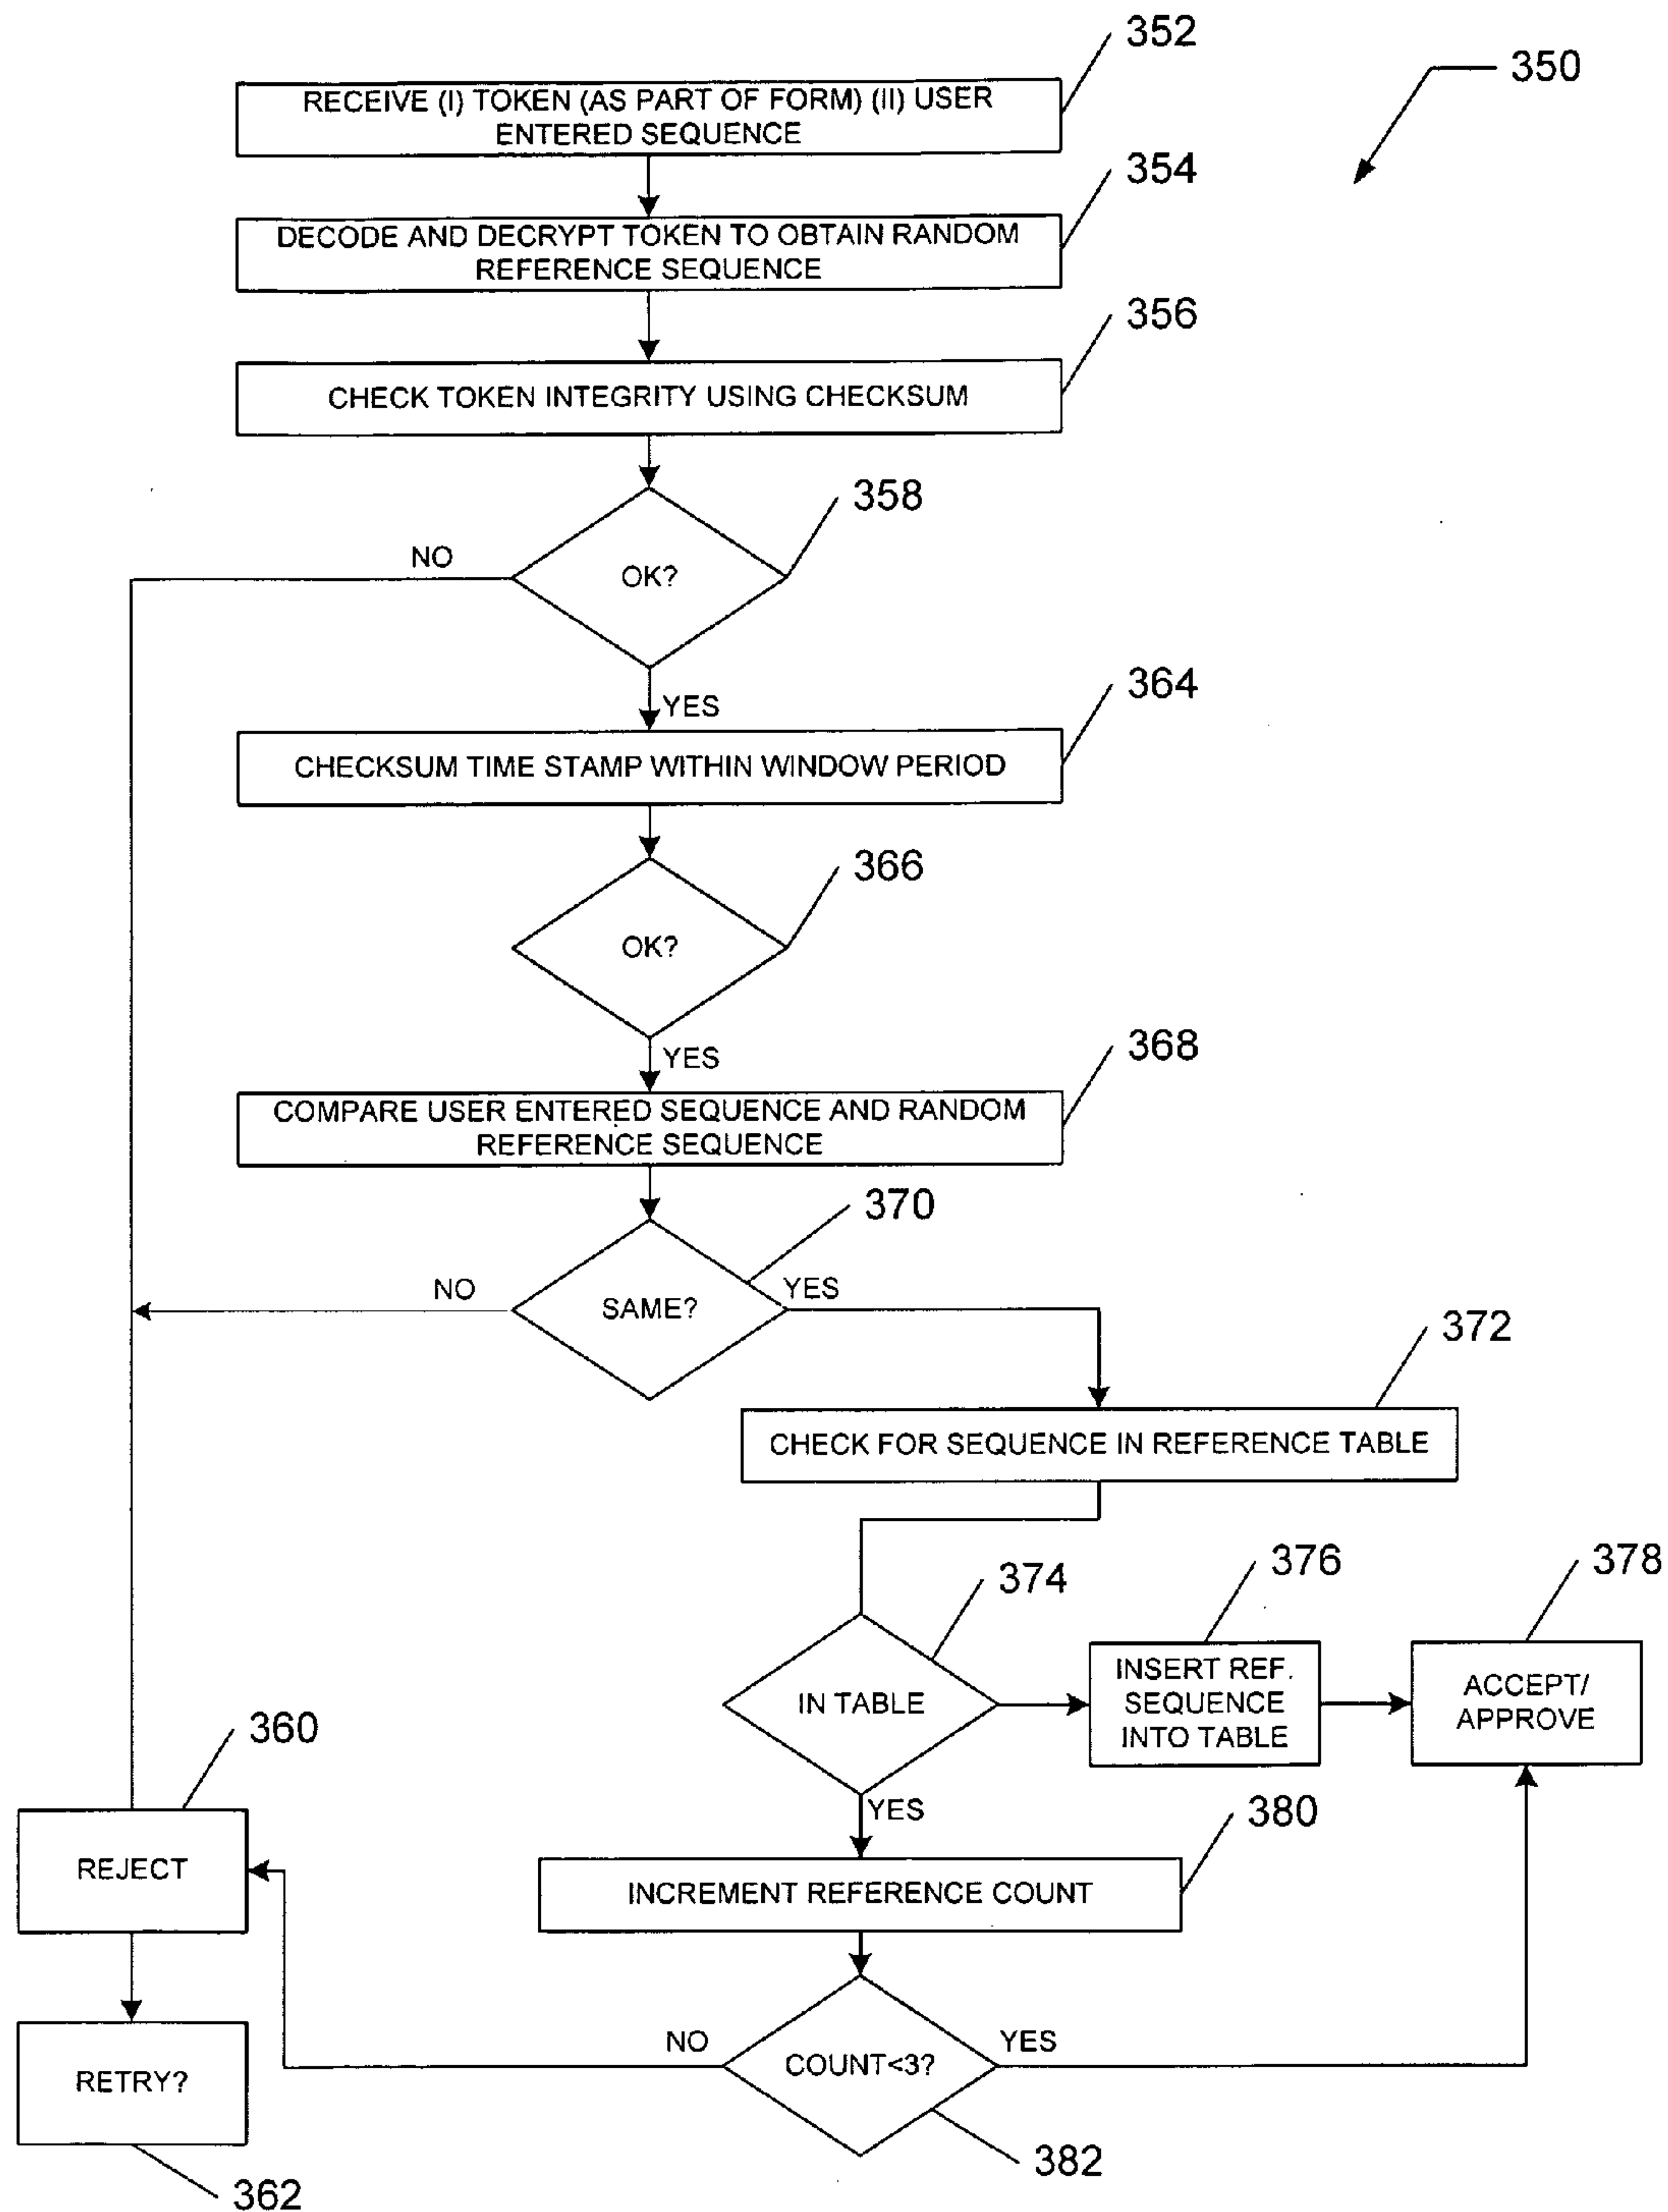 352
350
RECEIVE (I) TOKEN (AS PART OF FORM) (II) USER
ENTERED SEQUENCE
354
DECODE AND DECRYPT TOKEN TO OBTAIN RANDOM
REFERENCE SEQUENCE
356
CHECK TOKEN INTEGRITY USING CHECKSUM
358
NO
OK?
YES
364
CHECKSUM TIME STAMP WITHIN WINDOW PERIOD
366
OK?
YES
368
COMPARE USER ENTERED SEQUENCE AND RANDOM
REFERENCE SEQUENCE
370
NO
SAME?
YES
372
CHECK FOR SEQUENCE IN REFERENCE TABLE
374
376
378
IN TABLE
INSERT REF.
SEQUENCE
INTO TABLE
ACCEPT/
APPROVE
360
YES
380
REJECT
INCREMENT REFERENCE COUNT
NO
COUNT<3?
YES
RETRY?
382
362